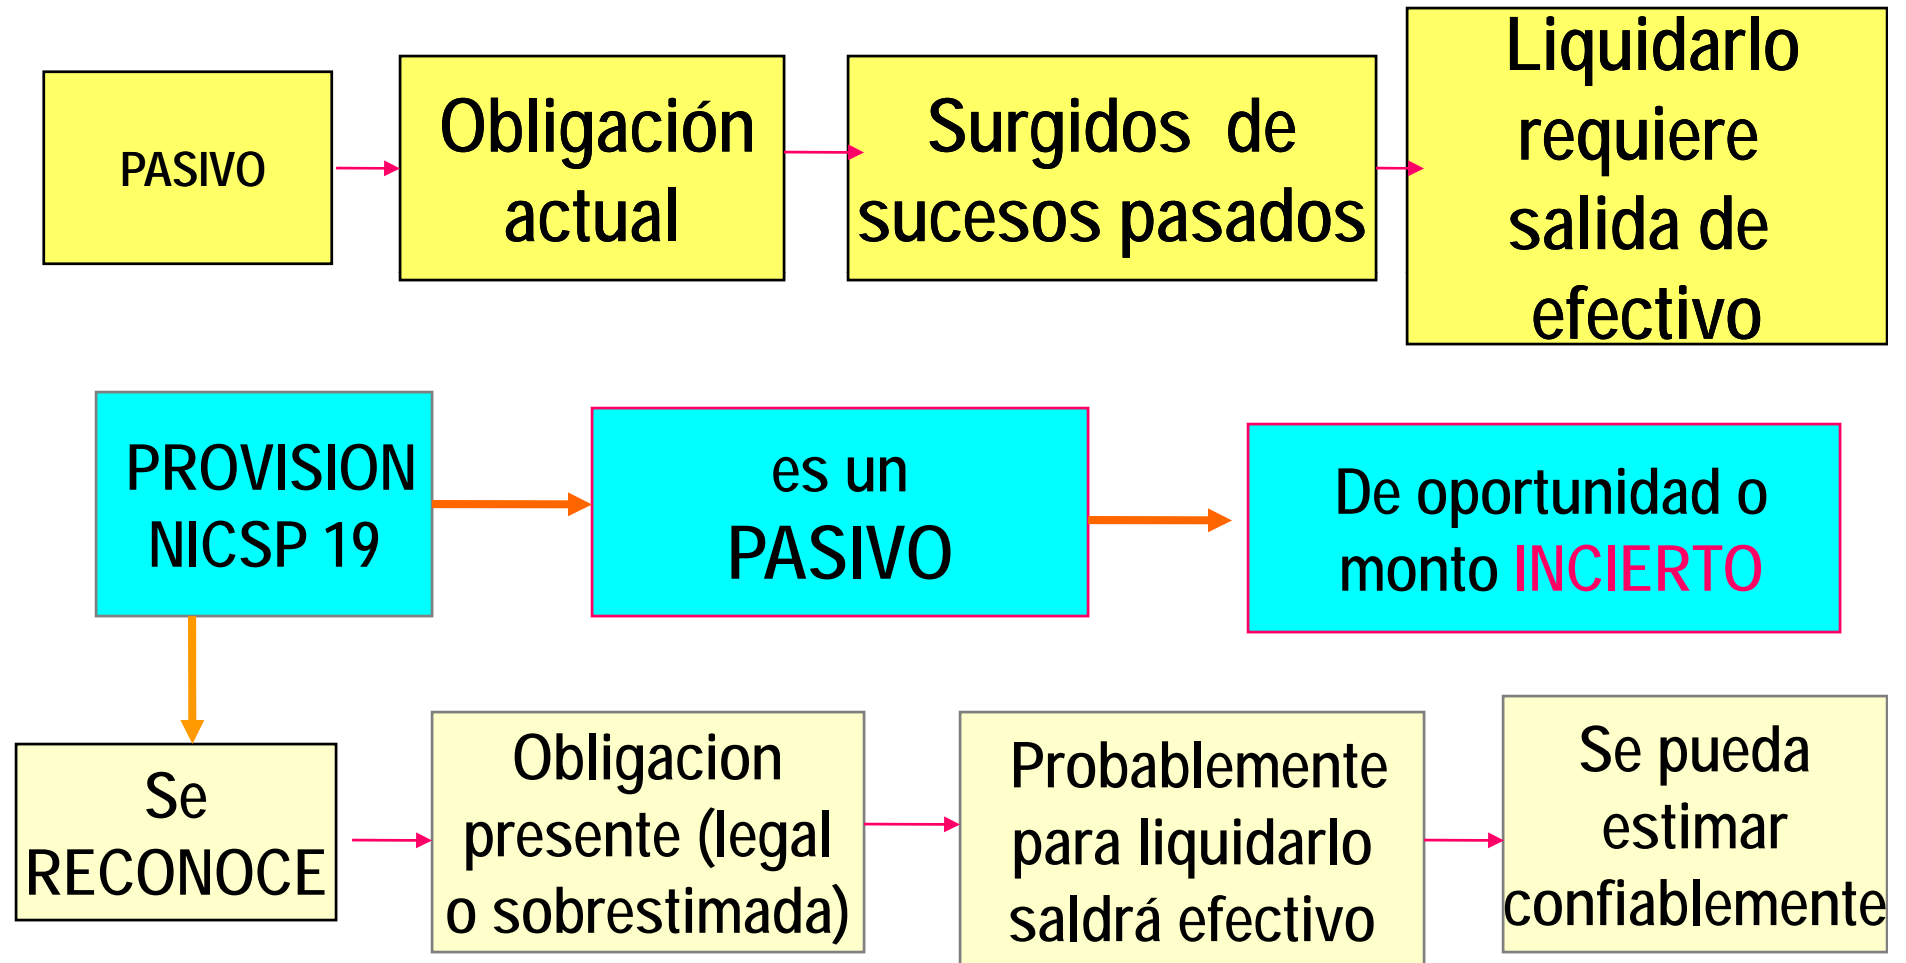 PASIVO
Obligación
actual
Surgidos de
sucesos pasados
Liquidarlo
requiere
salida de
efectivo
PROVISION
NICSP 19
es un
PASIVO
De oportunidad o
monto INCIERTO
Se
RECONOCE
Obligacion
presente (legal
o sobrestimada)
Probablemente
para liquidarlo
saldrá efectivo
Se pueda
estimar
confiablemente